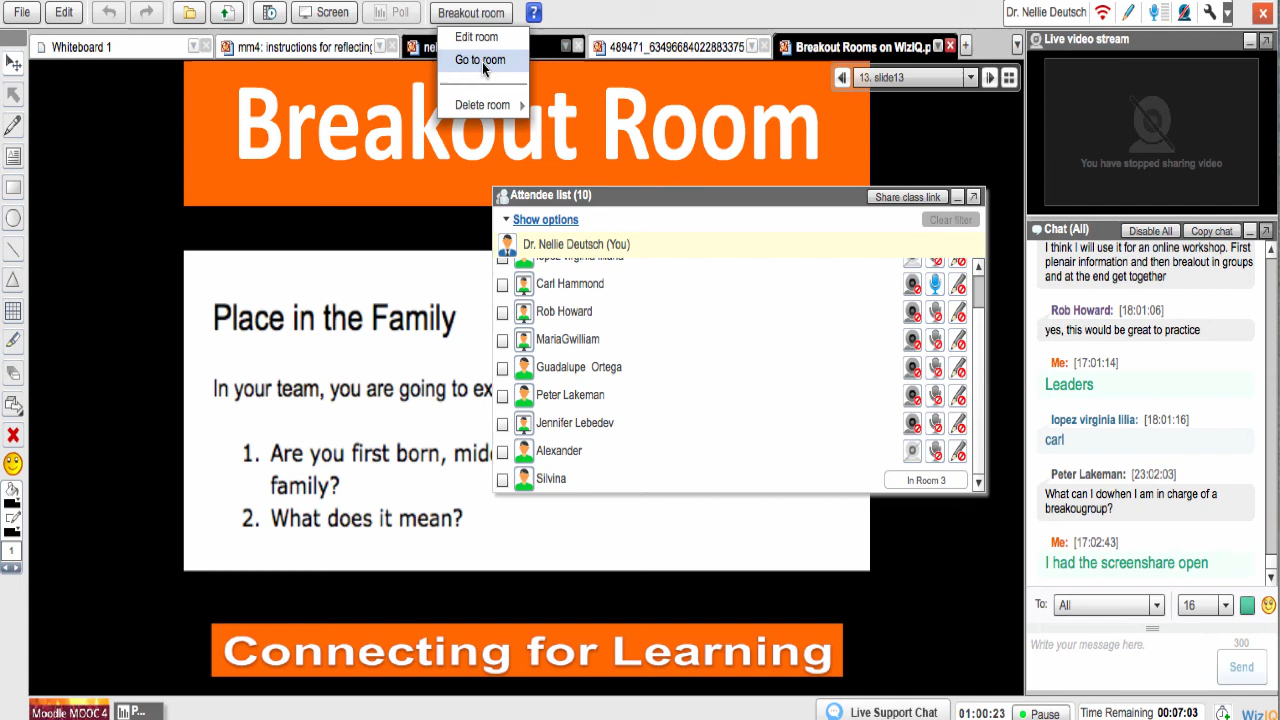 File
Edit
Screen
Poll
Breakout room
?
Dr. Nellie Deutsch
Edit room
Go to room
Delete room
Whiteboard 1
mm4: instructions for reflecting
489471_63496684022883375
Breakout Rooms on WizIQ.p
13. slide13
Breakout Room
Place in the Family
In your team, you are going to ex
1. Are you first born, midd
family?
2. What does it mean?
Connecting for Learning
Attendee list (10)
Share class link
Show options
Clear filter
Dr. Nellie Deutsch (You)
lopez virginia liliana
Carl Hammond
Rob Howard
MariaGwilliam
Guadalupe Ortega
Peter Lakeman
Jennifer Lebedev
Alexander
Silvina
In Room 3
Live video stream
You have stopped sharing video
Chat (All)
Disable All
Copy chat
I think I will use it for an online workshop. First
plenair information and then breakout in groups
and at the end get together
Rob Howard: [18:01:06]
yes, this would be great to practice
Me: [17:01:14]
Leaders
lopez virginia lilia: [18:01:16]
carl
Peter Lakeman: [23:02:03]
What can I dowhen I am in charge of a
breakougroup?
Me: [17:02:43]
I had the screenshare open
To: All
16
Write your message here.
300
Send
1
Moodle MOOC 4
P...
Live Support Chat
01:00:23
Pause
Time Remaining 00:07:03
WizIQ